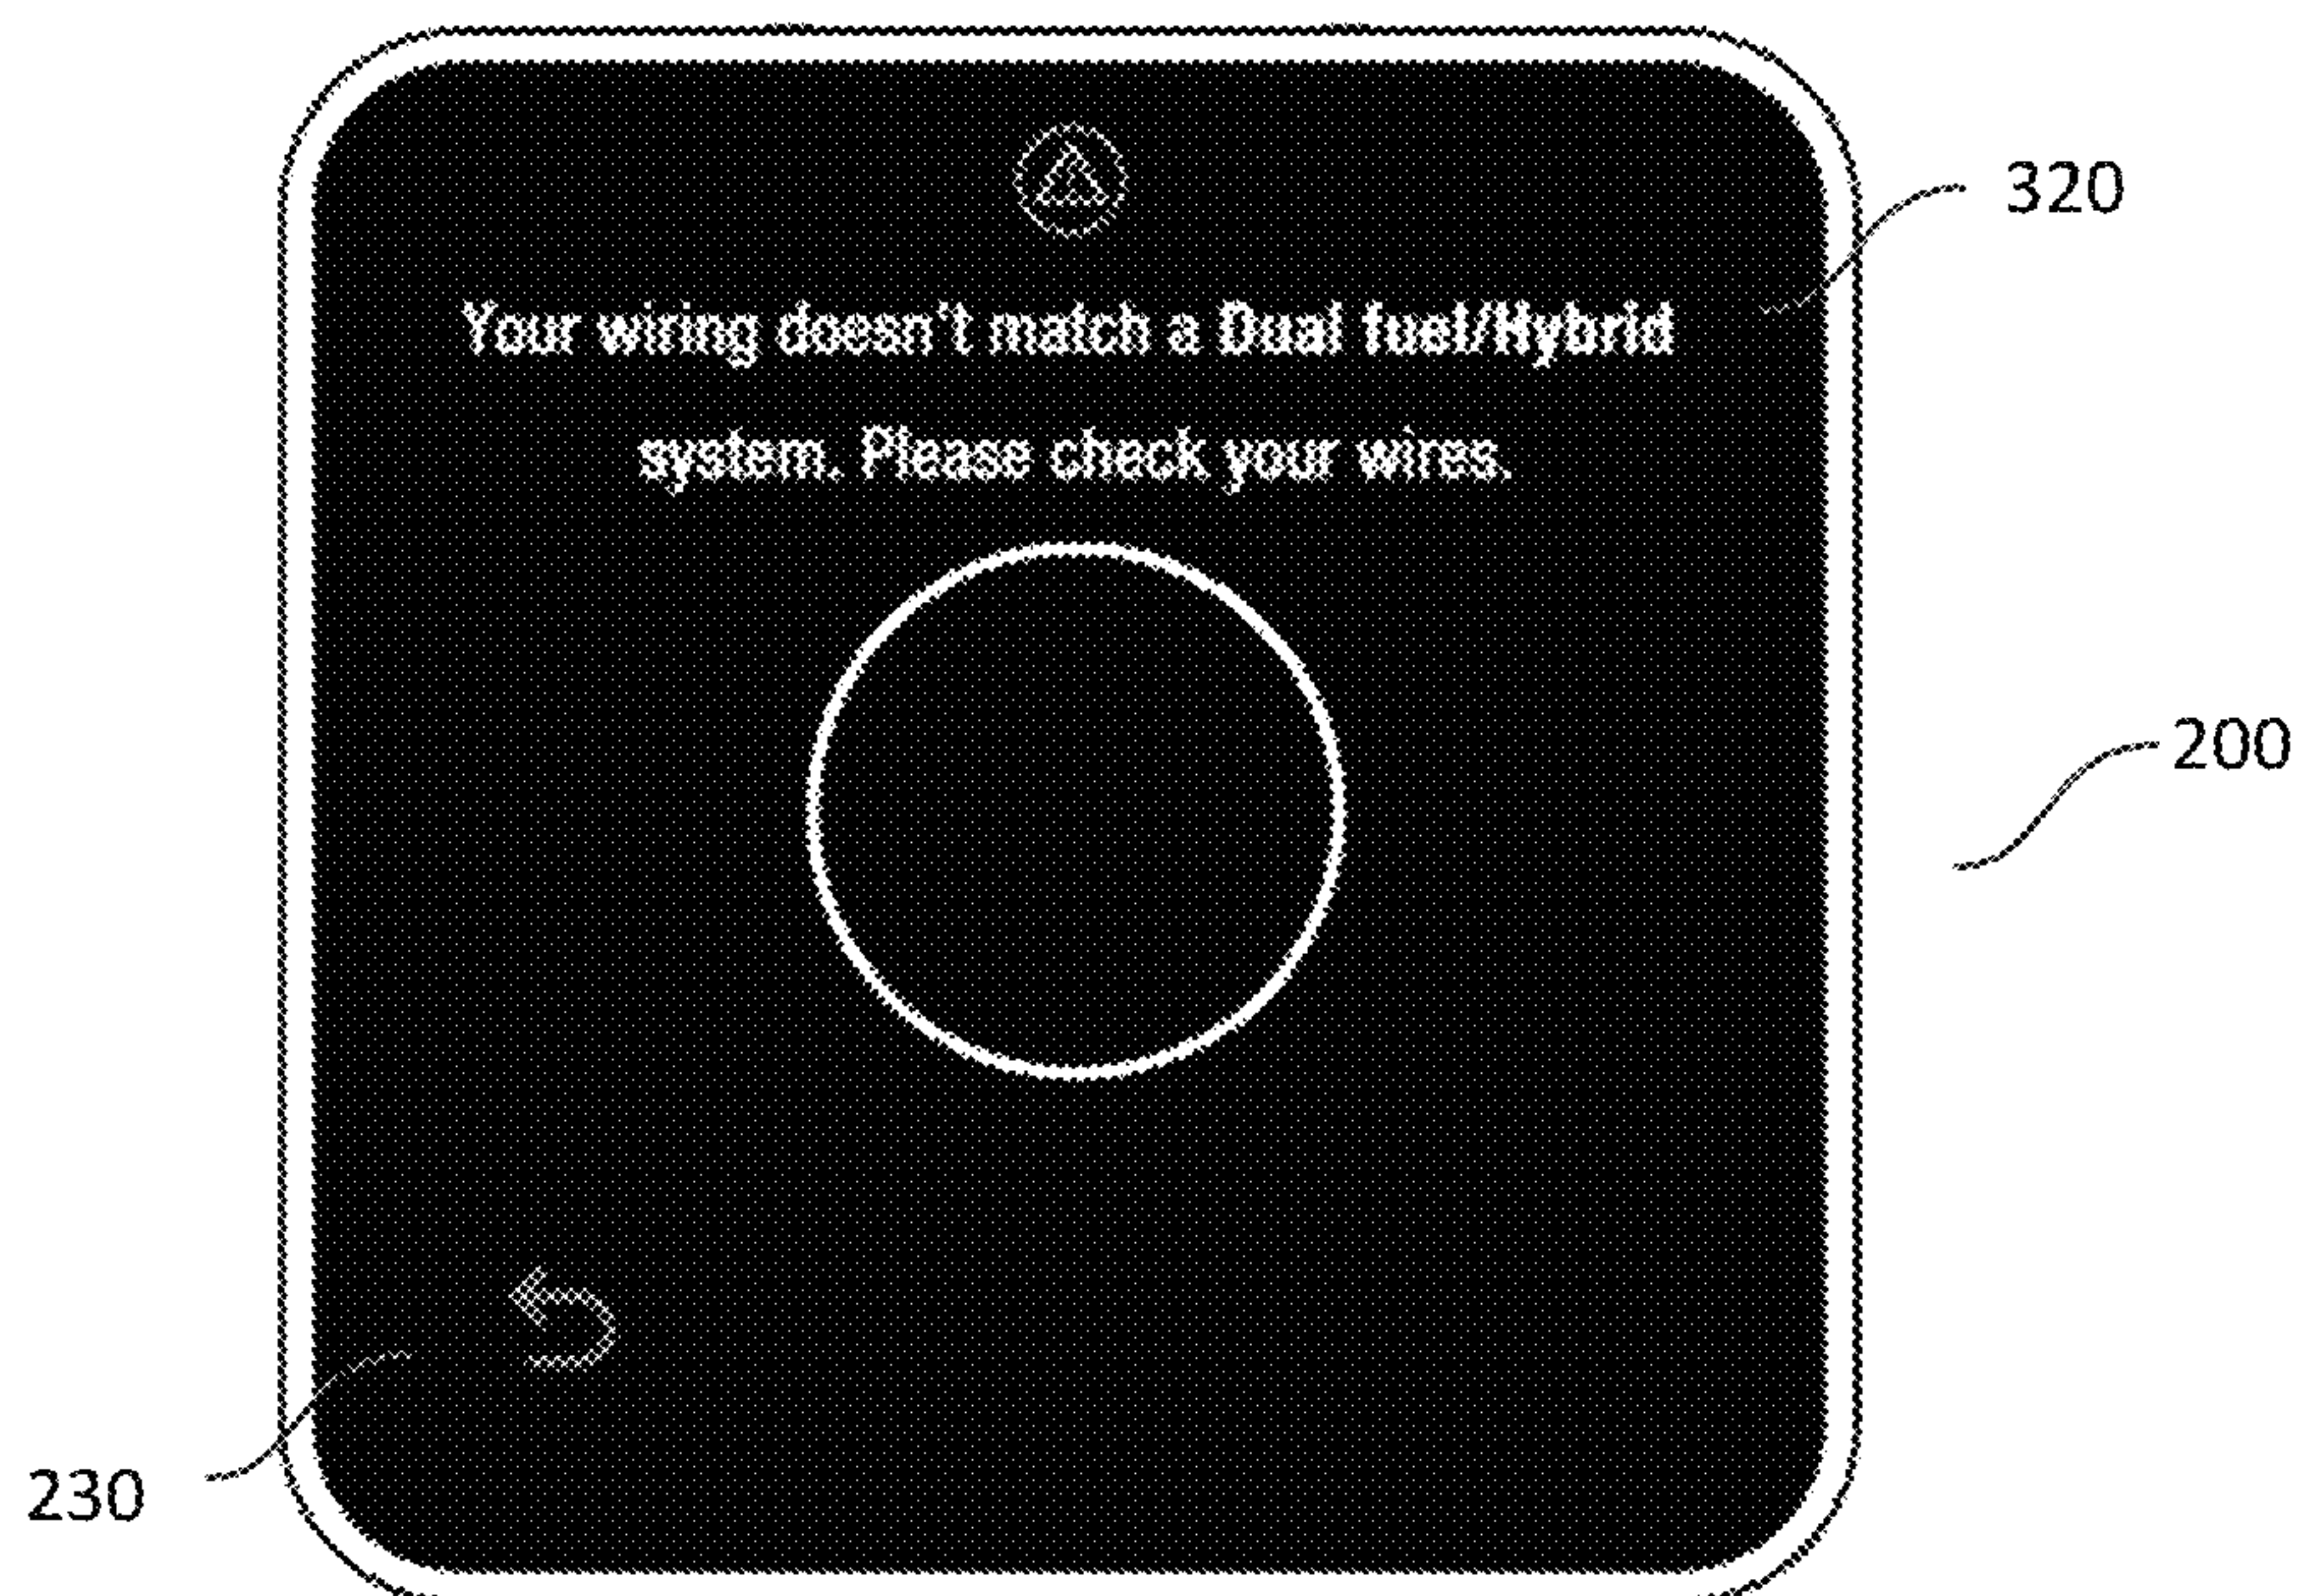 320
Your wiring doesn't match a Dual fuel/Hybrid
system. Please check your wires.
200
230